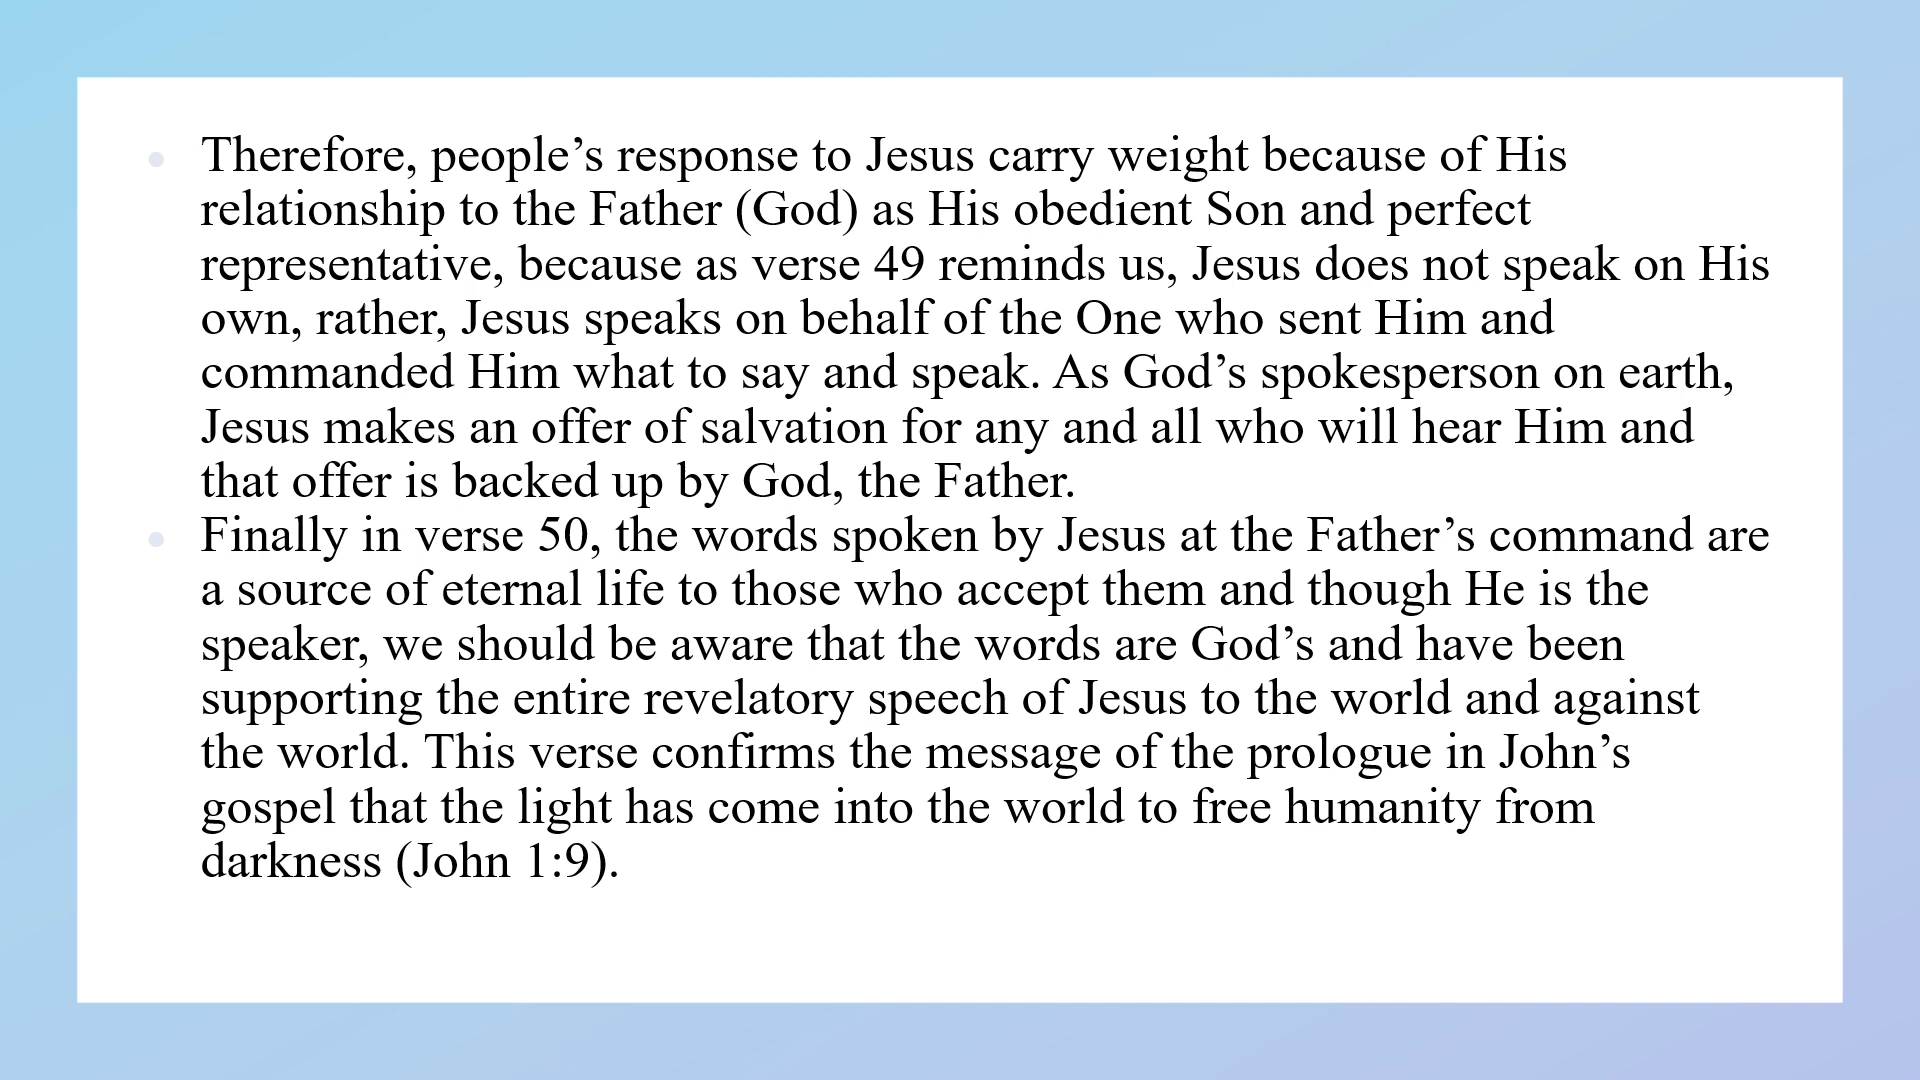 • Therefore, people’s response to Jesus carry weight because of His
relationship to the Father (God) as His obedient Son and perfect
representative, because as verse 49 reminds us, Jesus does not speak on His
own, rather, Jesus speaks on behalf of the One who sent Him and
commanded Him what to say and speak. As God’s spokesperson on earth,
Jesus makes an offer of salvation for any and all who will hear Him and
that offer is backed up by God, the Father.
• Finally in verse 50, the words spoken by Jesus at the Father’s command are
a source of eternal life to those who accept them and though He is the
speaker, we should be aware that the words are God’s and have been
supporting the entire revelatory speech of Jesus to the world and against
the world. This verse confirms the message of the prologue in John’s
gospel that the light has come into the world to free humanity from
darkness (John 1:9).